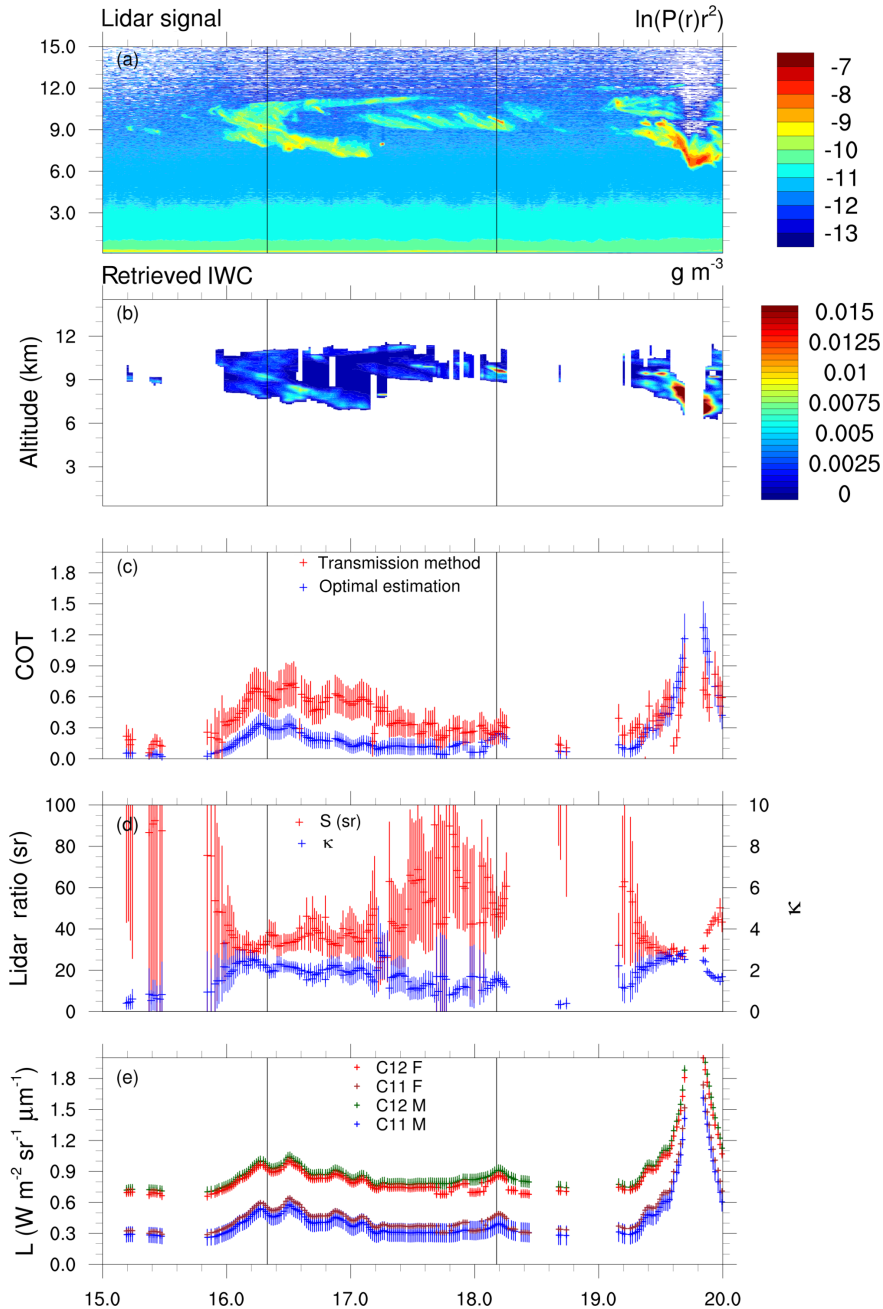 Lidar signal ln(P(r)r²)
15.0
12.0
9.0
6.0
3.0
(a)
-7
-8
-9
-10
-11
-12
-13
Retrieved IWC g m⁻³
(b)
Altitude (km)
12
9
6
3
0.015
0.0125
0.01
0.0075
0.005
0.0025
0
(c)
Transmission method
Optimal estimation
COT
1.8
1.5
1.2
0.9
0.6
0.3
0.0
(d)
S (sr)
κ
Lidar ratio (sr)
100
80
60
40
20
0
10
8
6
4
2
0
κ
(e)
C12 F
C11 F
C12 M
C11 M
L (W m⁻² sr⁻¹ µm⁻¹)
1.8
1.5
1.2
0.9
0.6
0.3
0.0
15.0 16.0 17.0 18.0 19.0 20.0